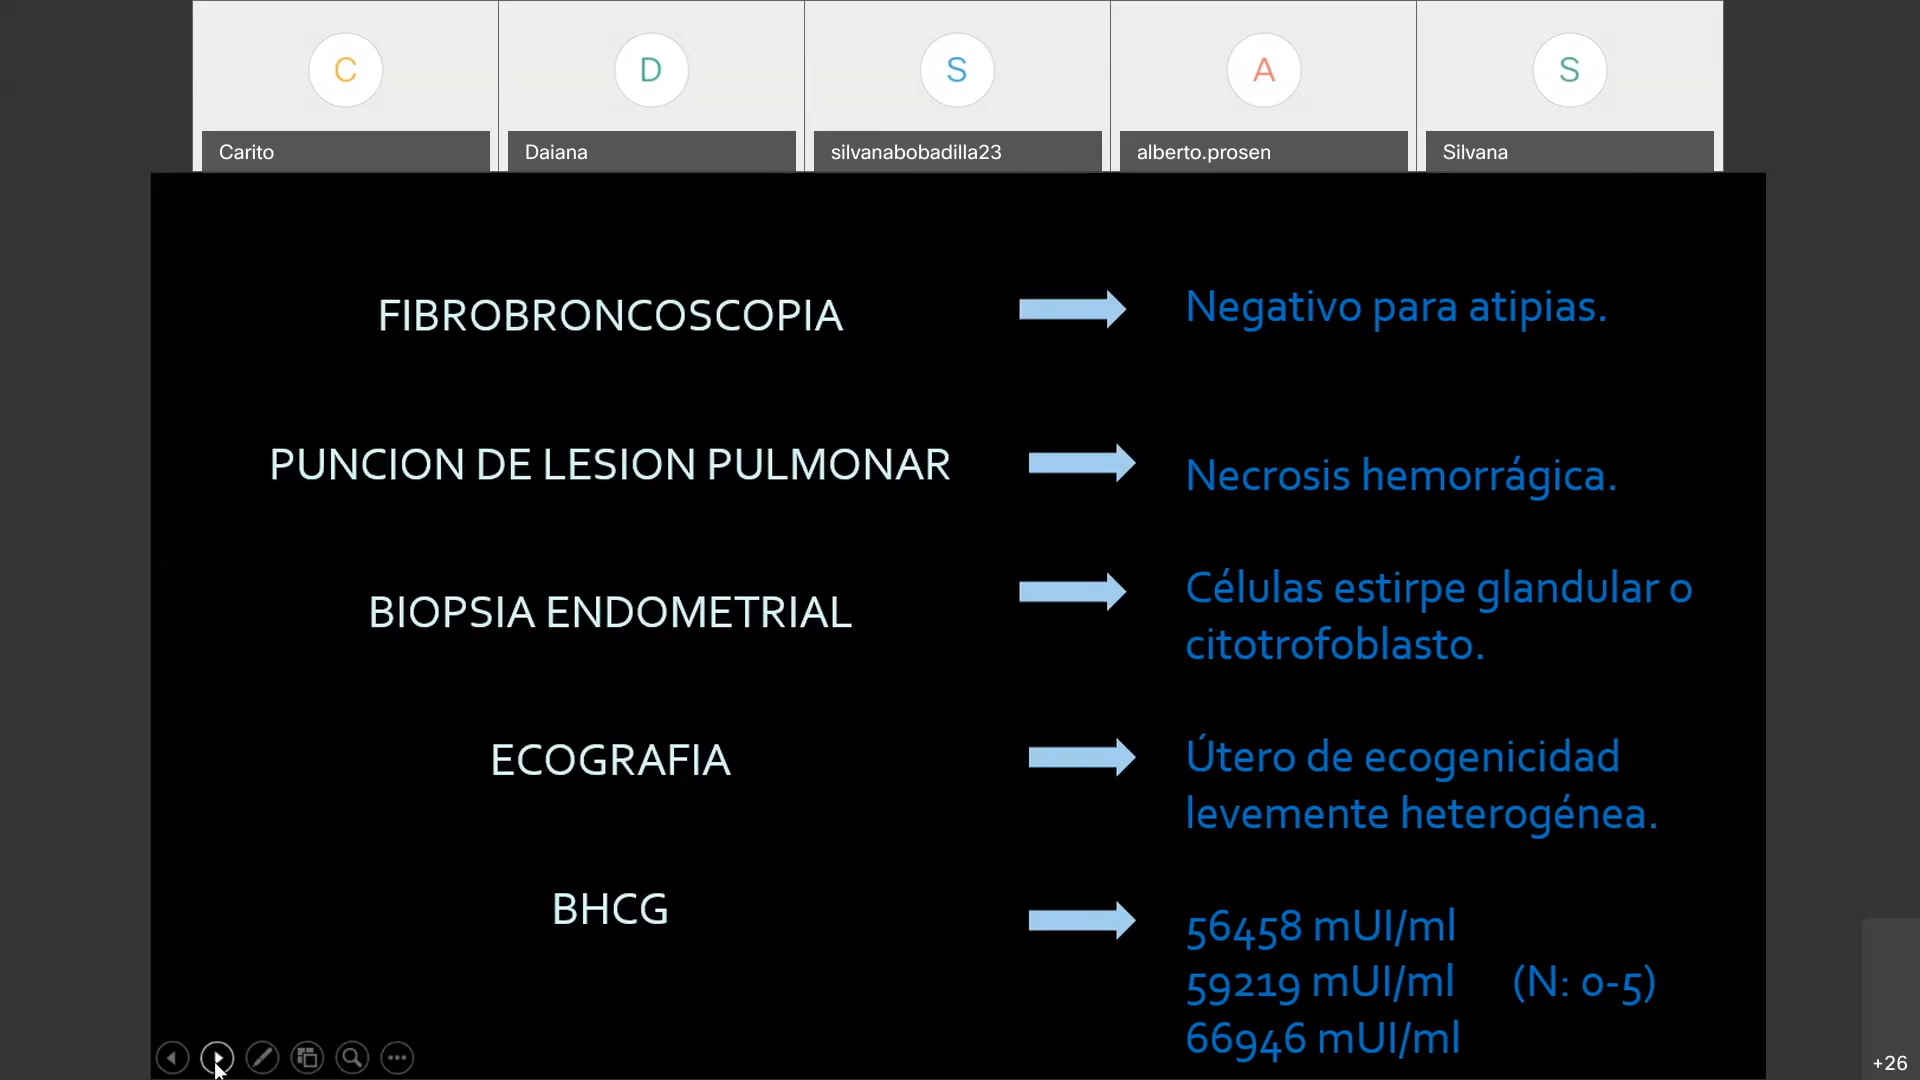 C
D
S
A
S
Carito
Daiana
silvanabobadilla23
alberto.prosen
Silvana
FIBROBRONCOSCOPIA
Negativo para atipias.
PUNCION DE LESION PULMONAR
Necrosis hemorrágica.
BIOPSIA ENDOMETRIAL
Células estirpe glandular o
citotrofoblasto.
ECOGRAFIA
Útero de ecogenicidad
levemente heterogénea.
BHCG
56458 mUI/ml
59219 mUI/ml (N: 0-5)
66946 mUI/ml
+26